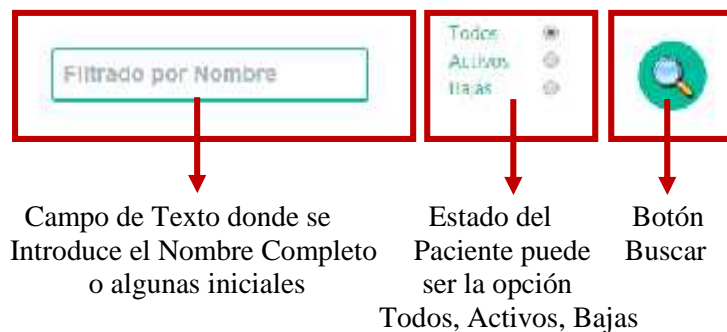 Filtrado por Nombre
Todos
Activos
Bajas
Campo de Texto donde se
Introduce el Nombre Completo
o algunas iniciales
Estado del
Paciente puede
ser la opción
Todos, Activos, Bajas
Botón
Buscar